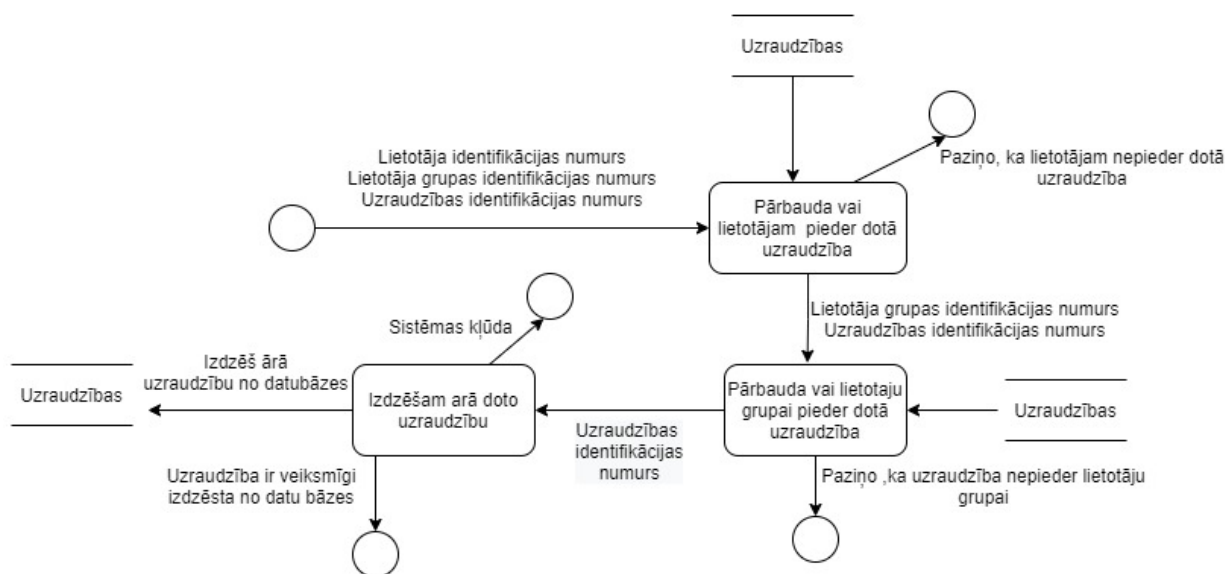 Uzraudzības
Lietotāja identifikācijas numurs
Lietotāja grupas identifikācijas numurs
Uzraudzības identifikācijas numurs
Paziņo, ka lietotājam nepieder dotā
uzraudzība
Pārbauda vai
lietotājam pieder dotā
uzraudzība
Lietotāja grupas identifikācijas numurs
Uzraudzības identifikācijas numurs
Sistēmas kļūda
Izdzēš ārā
uzraudzību no datubāzes
Uzraudzības
Izdzēšam arā doto
uzraudzību
Uzraudzības
identifikācijas
numurs
Pārbauda vai lietotaju
grupai pieder dotā
uzraudzība
Uzraudzības
Uzraudzība ir veiksmīgi
izdzēsta no datu bāzes
Paziņo ,ka uzraudzība nepieder lietotāju
grupai